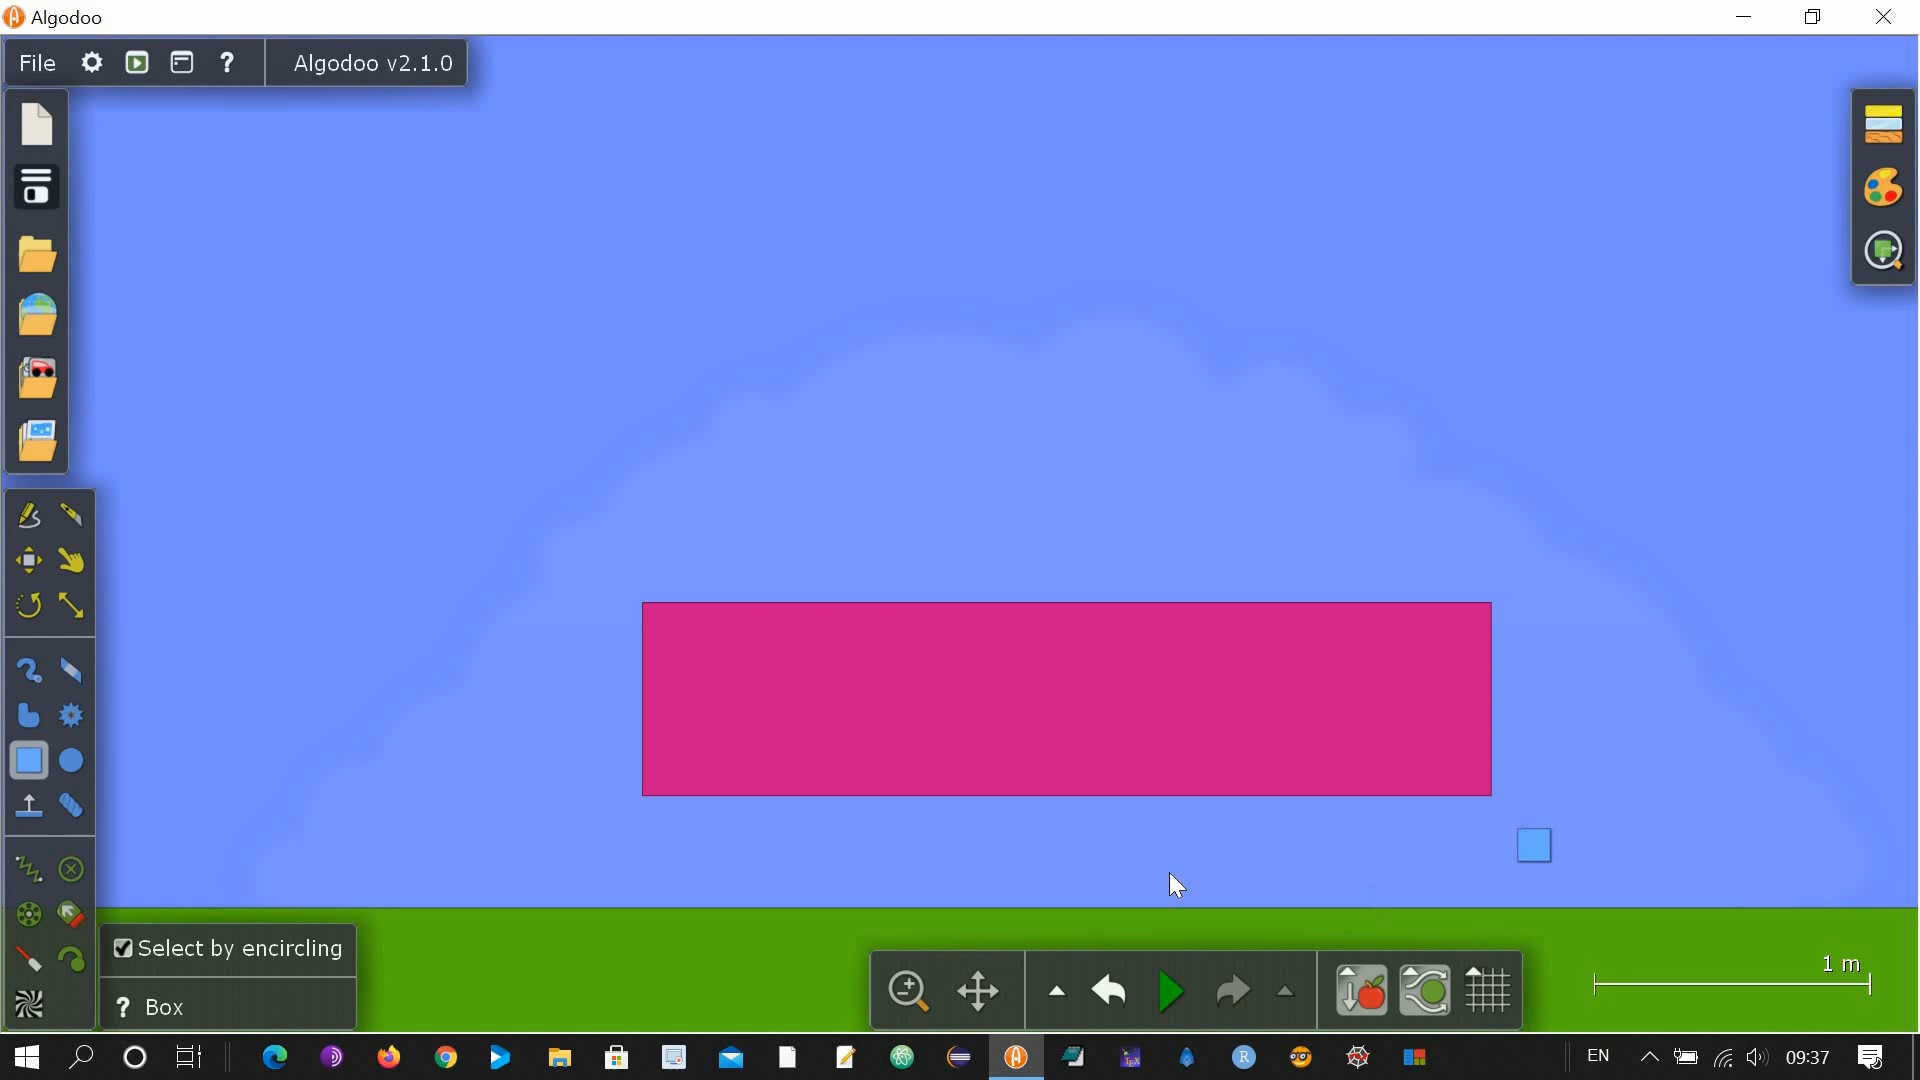 Algodoo
File ? Algodoo v2.1.0
Select by encircling
? Box
1 m
EN 09:37